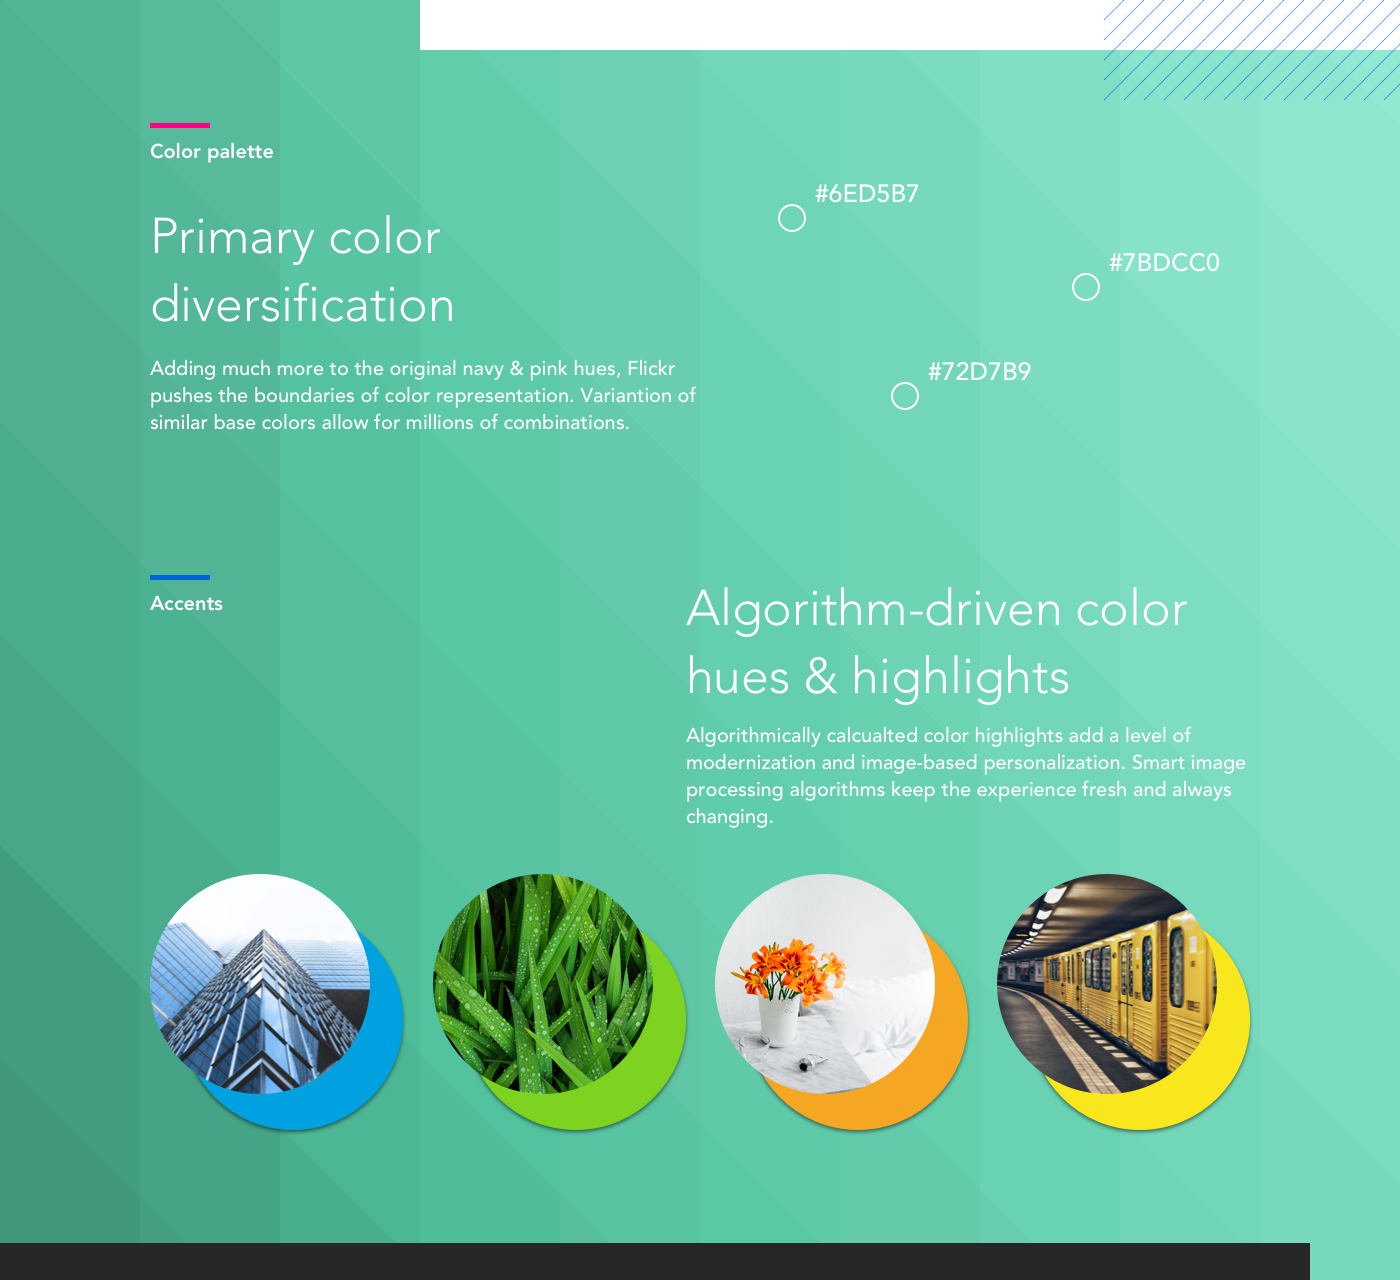 Color palette
Primary color
diversification
Adding much more to the original navy & pink hues, Flickr
pushes the boundaries of color representation. Variantion of
similar base colors allow for millions of combinations.
#6ED5B7
#7BDCC0
#72D7B9
Accents
Algorithm-driven color
hues & highlights
Algorithmically calcualted color highlights add a level of
modernization and image-based personalization. Smart image
processing algorithms keep the experience fresh and always
changing.